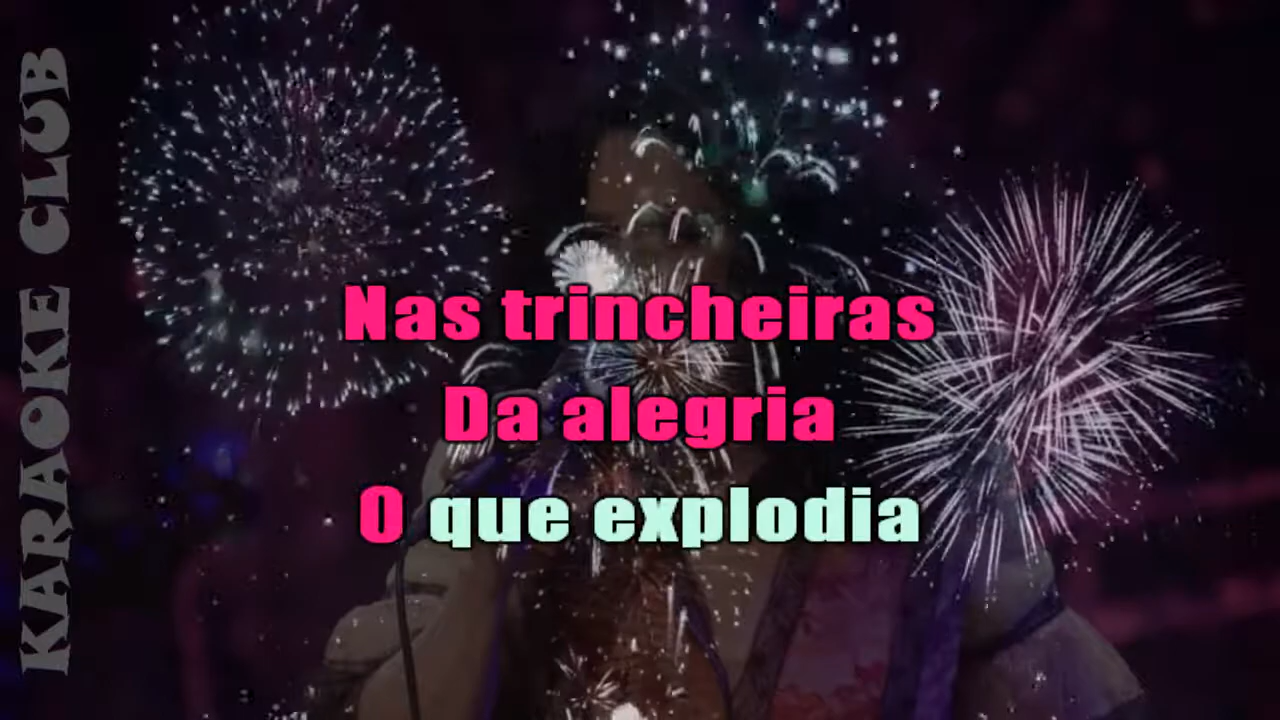 KARAOKE CLUB
Nas trincheiras
Da alegria
O que explodia